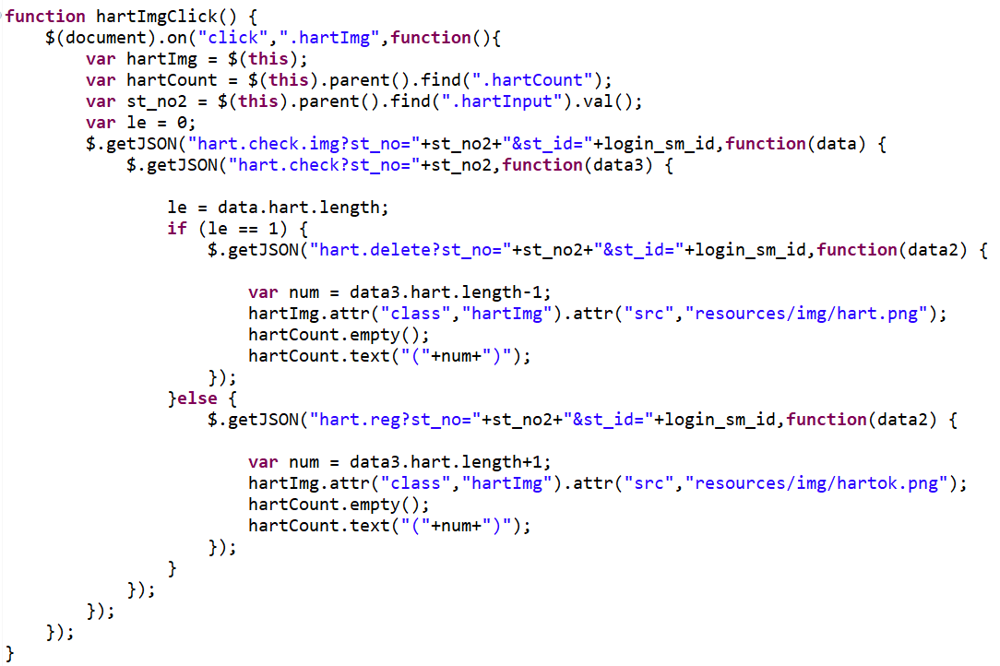 function hartImgClick() {
    $(document).on("click",".hartImg",function(){
        var hartImg = $(this);
        var hartCount = $(this).parent().find(".hartCount");
        var st_no2 = $(this).parent().find(".hartInput").val();
        var le = 0;
        $.getJSON("hart.check.img?st_no="+st_no2+"&st_id="+login_sm_id,function(data) {
            $.getJSON("hart.check?st_no="+st_no2,function(data3) {

                le = data.hart.length;
                if (le == 1) {
                    $.getJSON("hart.delete?st_no="+st_no2+"&st_id="+login_sm_id,function(data2) {

                        var num = data3.hart.length-1;
                        hartImg.attr("class","hartImg").attr("src","resources/img/hart.png");
                        hartCount.empty();
                        hartCount.text("("+num+")");
                    });
                }else {
                    $.getJSON("hart.reg?st_no="+st_no2+"&st_id="+login_sm_id,function(data2) {

                        var num = data3.hart.length+1;
                        hartImg.attr("class","hartImg").attr("src","resources/img/hartok.png");
                        hartCount.empty();
                        hartCount.text("("+num+")");
                    });
                }
            });
        });
    });
}